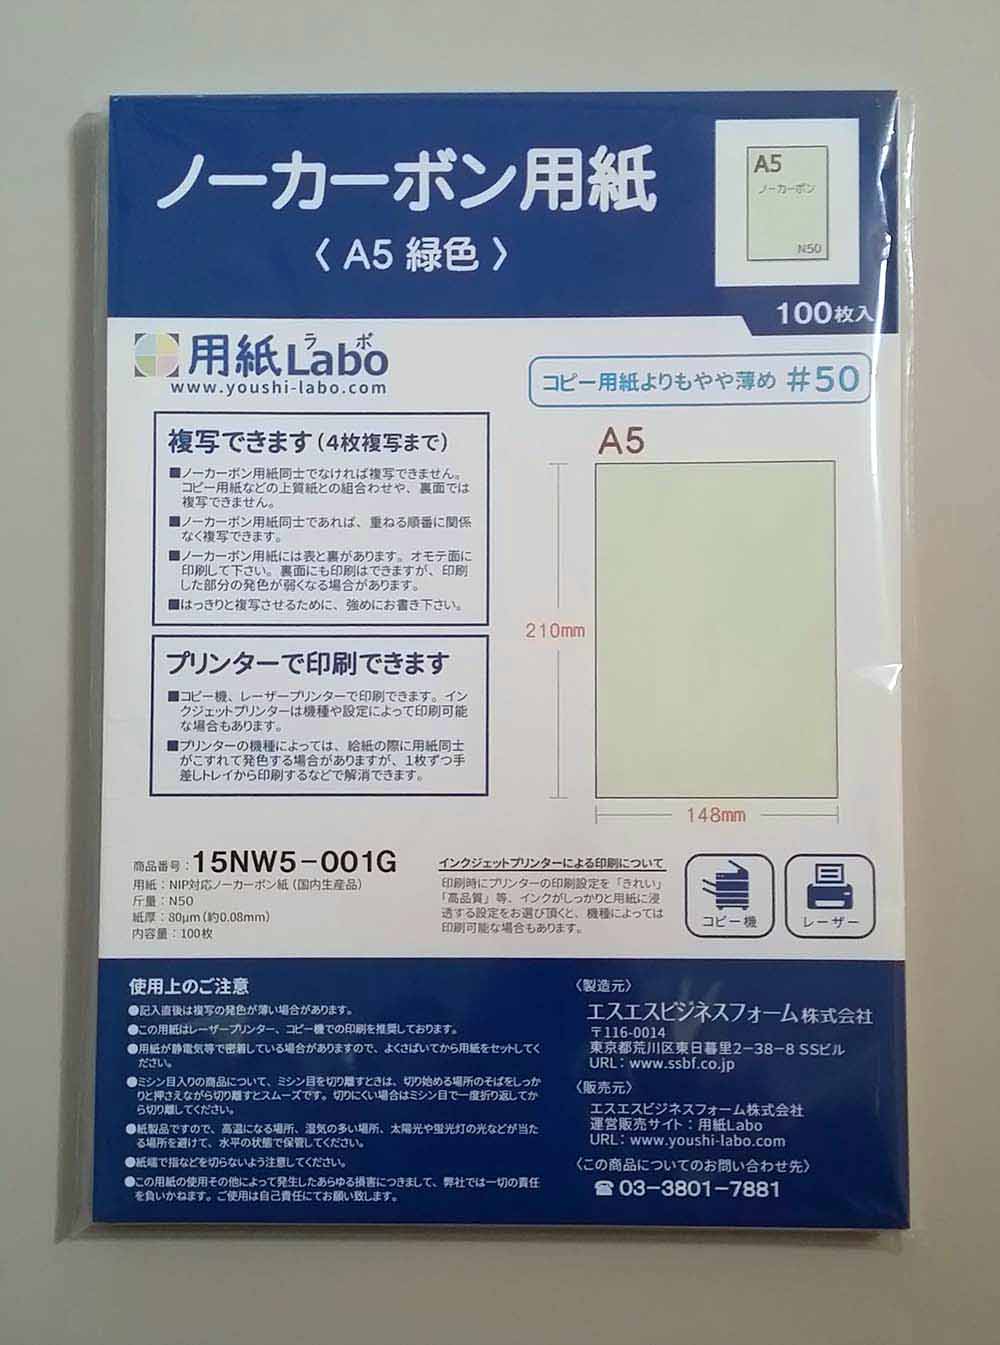 ノーカーボン用紙
〈 A5 緑色 〉
A5
ノーカーボン
N50
100枚入
用紙Labo
ラボ
www.youshi-labo.com
コピー用紙よりもやや薄め #50
複写できます(4枚複写まで)
■ノーカーボン用紙同士でなければ複写できません。
コピー用紙などの上質紙との組合わせや、裏面では
複写できません。
■ノーカーボン用紙同士であれば、重ねる順番に関係
なく複写できます。
■ノーカーボン用紙には表と裏があります。オモテ面に
印刷して下さい。裏面にも印刷はできますが、印刷
した部分の発色が弱くなる場合があります。
■はっきりと複写させるために、強めにお書き下さい。
プリンターで印刷できます
■コピー機、レーザープリンターで印刷できます。イン
クジェットプリンターは機種や設定によって印刷可能
な場合もあります。
■プリンターの機種によっては、給紙の際に用紙同士
がこすれて発色する場合がありますが、1枚ずつ手
差しトレイから印刷するなどで解消できます。
A5
210mm
148mm
商品番号：15NW5-001G
用紙：NIP対応ノーカーボン紙（国内生産品）
斤量：N50
紙厚：80μm（約0.08mm）
内容量：100枚
インクジェットプリンターによる印刷について
印刷時にプリンターの印刷設定を「きれい」
「高品質」等、インクがしっかりと用紙に浸
透する設定をお選び頂くと、機種によっては
印刷可能な場合もあります。
コピー機
レーザー
使用上のご注意
●記入直後は複写の発色が薄い場合があります。
●この用紙はレーザープリンター、コピー機での印刷を推奨しております。
●用紙が静電気等で密着している場合がありますので、よくさばいてから用紙をセットしてく
ださい。
●ミシン目入りの商品について、ミシン目を切り離すときは、切り始める場所のそばをしっか
りと押さえながら切り離すとスムーズです。切りにくい場合はミシン目で一度折り返してか
ら切り離してください。
●紙製品ですので、高温になる場所、湿気の多い場所、太陽光や蛍光灯の光などが当た
る場所を避けて、水平の状態で保管してください。
●紙端で指などを切らないよう注意してください。
●この用紙の使用その他によって発生したあらゆる損害につきまして、弊社では一切の責任
を負いかねます。ご使用は自己責任にてお願い致します。
〈製造元〉
エスエスビジネスフォーム株式会社
〒116-0014
東京都荒川区東日暮里2-38-8 SSビル
URL：www.ssbf.co.jp
〈販売元〉
エスエスビジネスフォーム株式会社
運営販売サイト：用紙Labo
URL：www.youshi-labo.com
〈この商品についてのお問い合わせ先〉
☎ 03-3801-7881